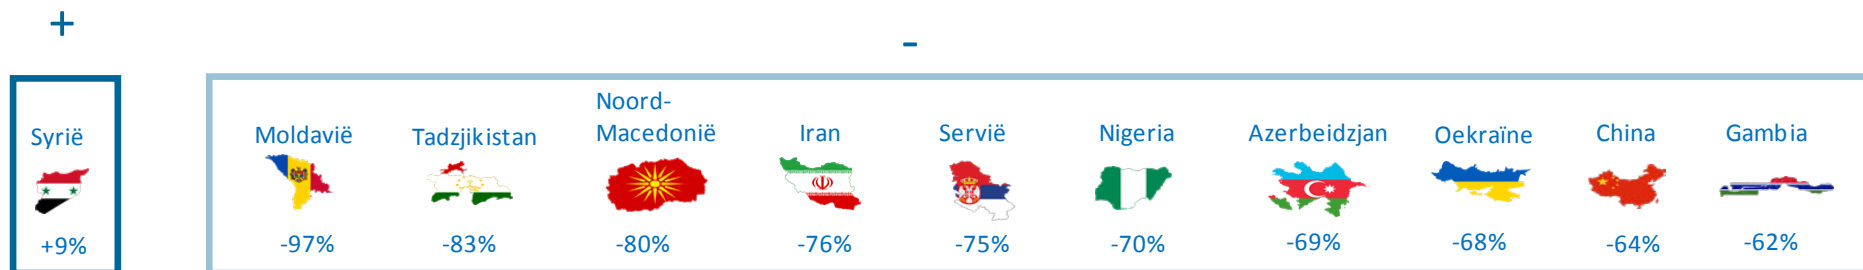 +
-
Syrië
Moldavië
Tadzjikistan
Noord-
Macedonië
Iran
Servië
Nigeria
Azerbeidzjan
Oekraïne
China
Gambia
+9%
-97%
-83%
-80%
-76%
-75%
-70%
-69%
-68%
-64%
-62%